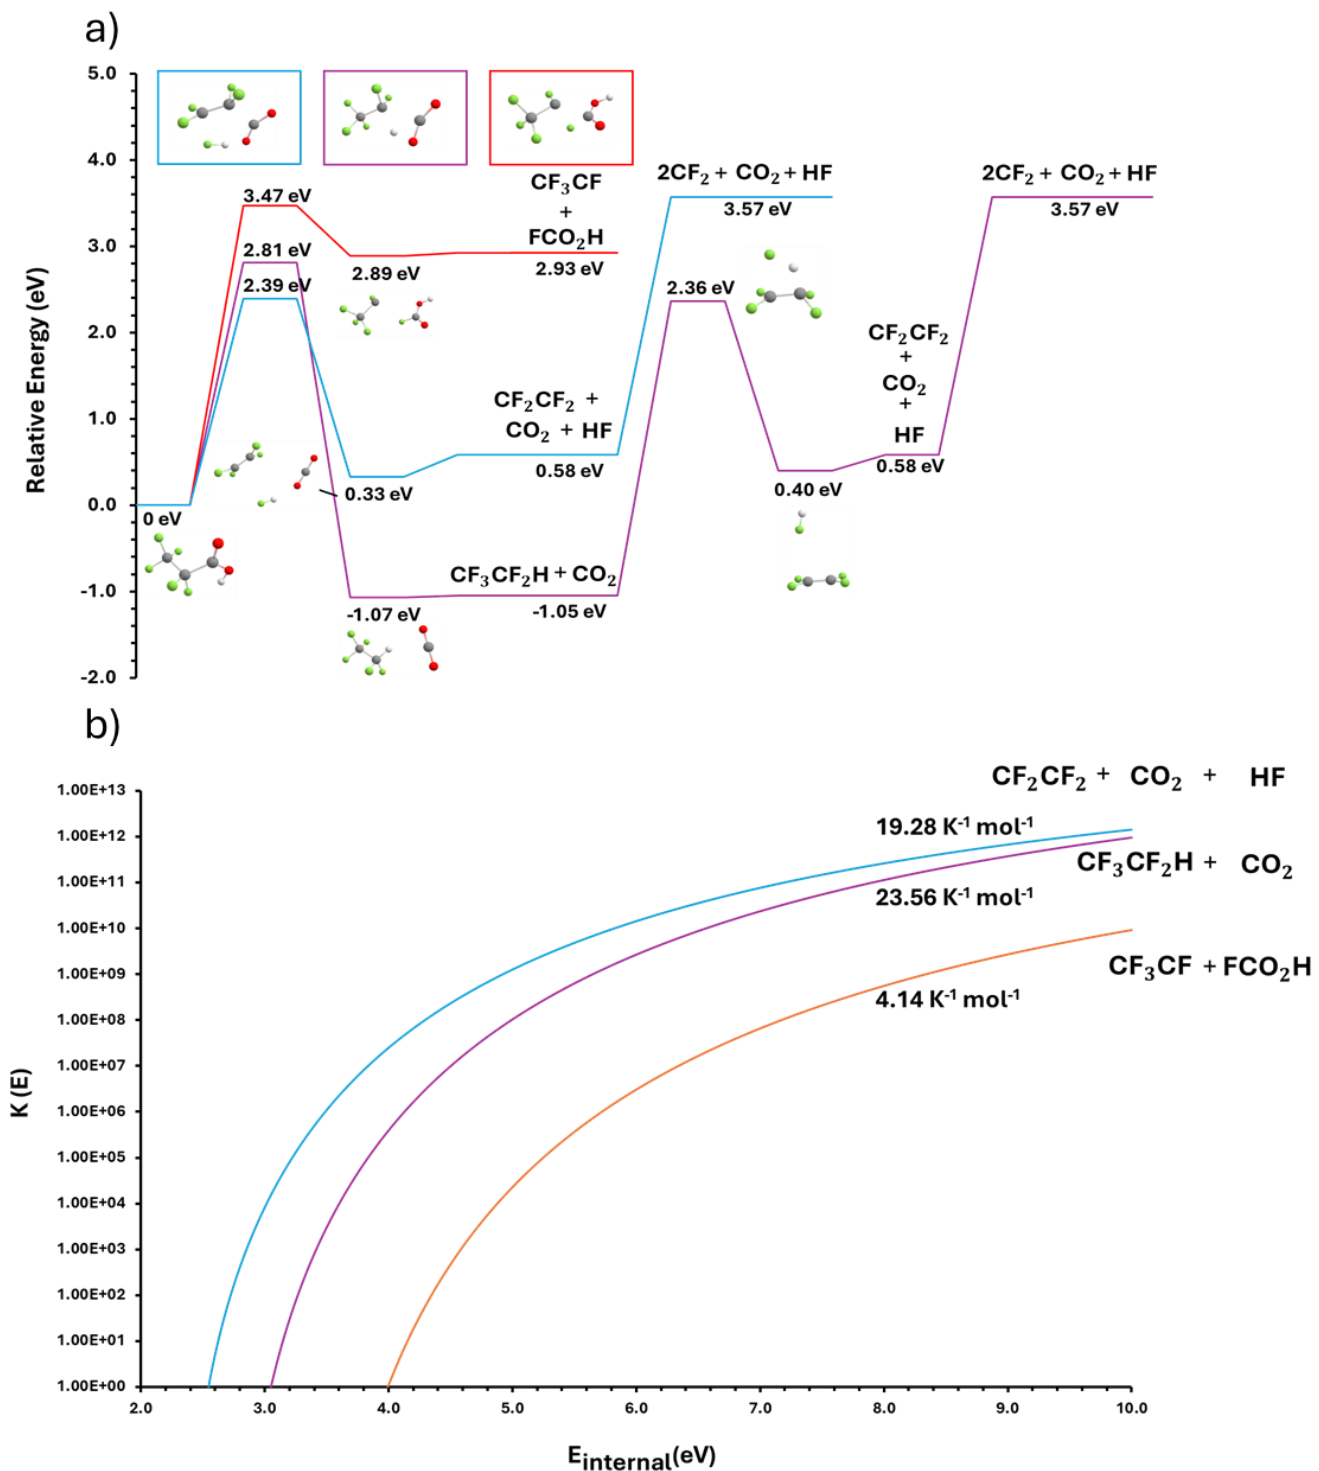 a)
5.0
4.0
3.0
2.0
1.0
0.0
-1.0
-2.0
Relative Energy (eV)
3.47 eV
2.81 eV
2.39 eV
0 eV
CF₃CF
+
FCO₂H
2.89 eV
2.93 eV
CF₂CF₂ +
CO₂ + HF
0.33 eV
0.58 eV
CF₃CF₂H + CO₂
-1.07 eV
-1.05 eV
2CF₂ + CO₂ + HF
3.57 eV
2.36 eV
0.40 eV
CF₂CF₂
+
CO₂
+
HF
0.58 eV
2CF₂ + CO₂ + HF
3.57 eV
b)
1.00E+13
1.00E+12
1.00E+11
1.00E+10
1.00E+09
1.00E+08
1.00E+07
1.00E+06
1.00E+05
1.00E+04
1.00E+03
1.00E+02
1.00E+01
1.00E+00
K (E)
CF₂CF₂ + CO₂ + HF
19.28 K⁻¹ mol⁻¹
CF₃CF₂H + CO₂
23.56 K⁻¹ mol⁻¹
CF₃CF + FCO₂H
4.14 K⁻¹ mol⁻¹
2.0 3.0 4.0 5.0 6.0 7.0 8.0 9.0 10.0
E internal (eV)